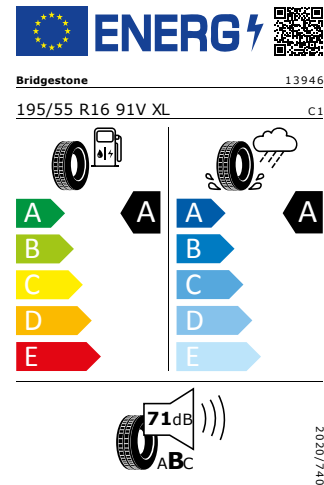 ENERG
Bridgestone 13946
195/55 R16 91V XL C1
A A
B
C
D
E
A A
B
C
D
E
71dB
ABC
2020/740